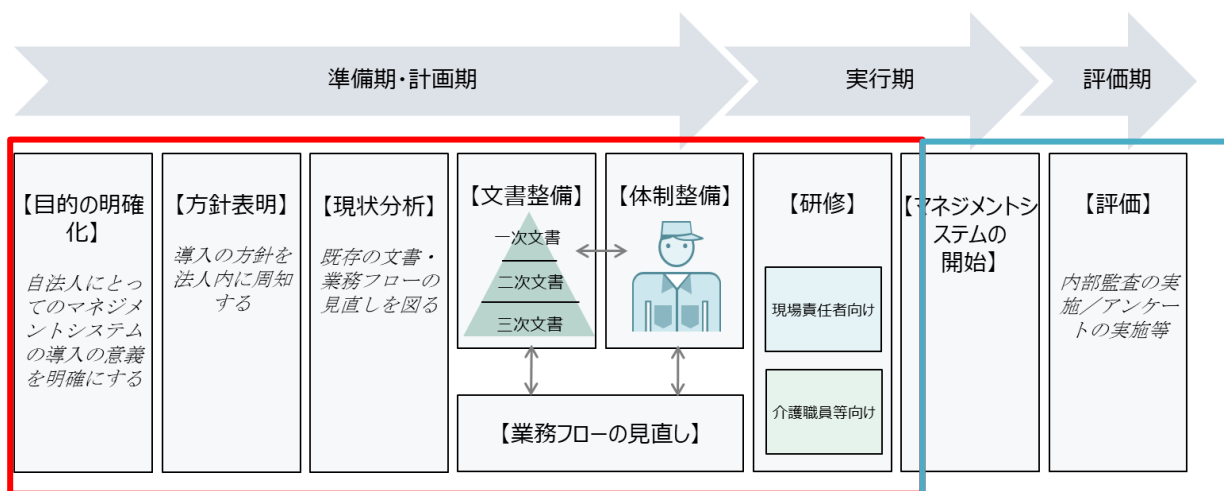 準備期・計画期
実行期
評価期
【目的の明確
化】
自法人にとっ
てのマネジメ
ントシステム
の導入の意義
を明確にする
【方針表明】
導入の方針を
法人内に周知
する
【現状分析】
既存の文書・
業務フローの
見直しを図る
【文書整備】
一次文書
二次文書
三次文書
【体制整備】
【業務フローの見直し】
【研修】
現場責任者向け
介護職員等向け
【マネジメントシ
ステムの
開始】
【評価】
内部監査の実
施／アンケー
トの実施等